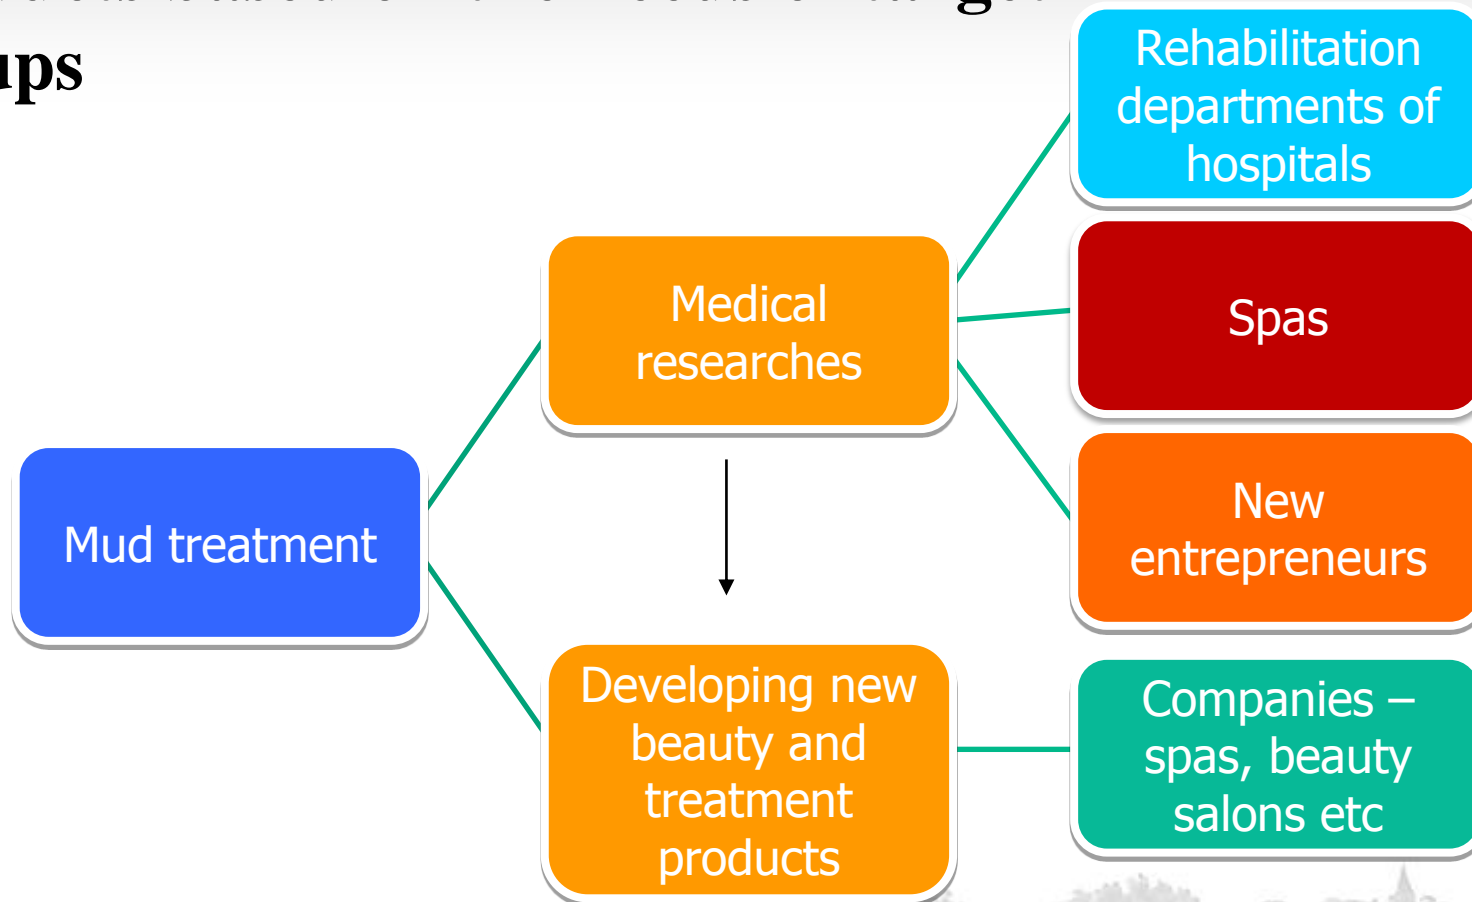 ups
Rehabilitation
departments of
hospitals
Medical
researches
Spas
New
entrepreneurs
Mud treatment
Developing new
beauty and
treatment
products
Companies –
spas, beauty
salons etc